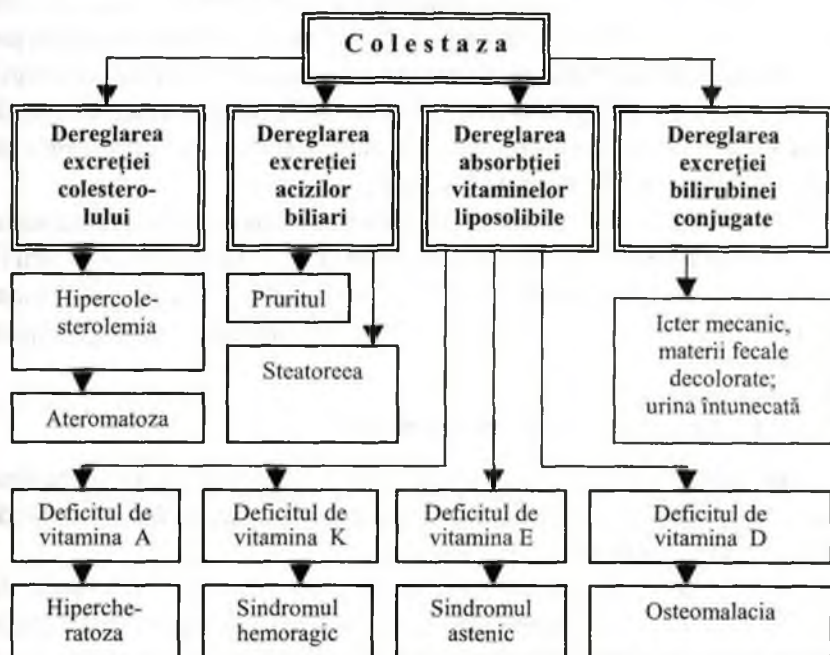 Colestaza
Dereglarea
excreției
colestero-
lului
Dereglarea
excreției
acizilor
biliari
Dereglarea
absorbției
vitaminelor
liposolibile
Dereglarea
excreției
bilirubinei
conjugate
Hipercole-
sterolemia
Pruritul
Icter mecanic,
materii fecale
decolorate;
urina întunecată
Steatoreea
Ateromatoza
Deficitul de
vitamina A
Deficitul de
vitamina K
Deficitul de
vitamina E
Deficitul de
vitamina D
Hiperche-
ratoza
Sindromul
hemoragic
Sindromul
astenic
Osteomalacia